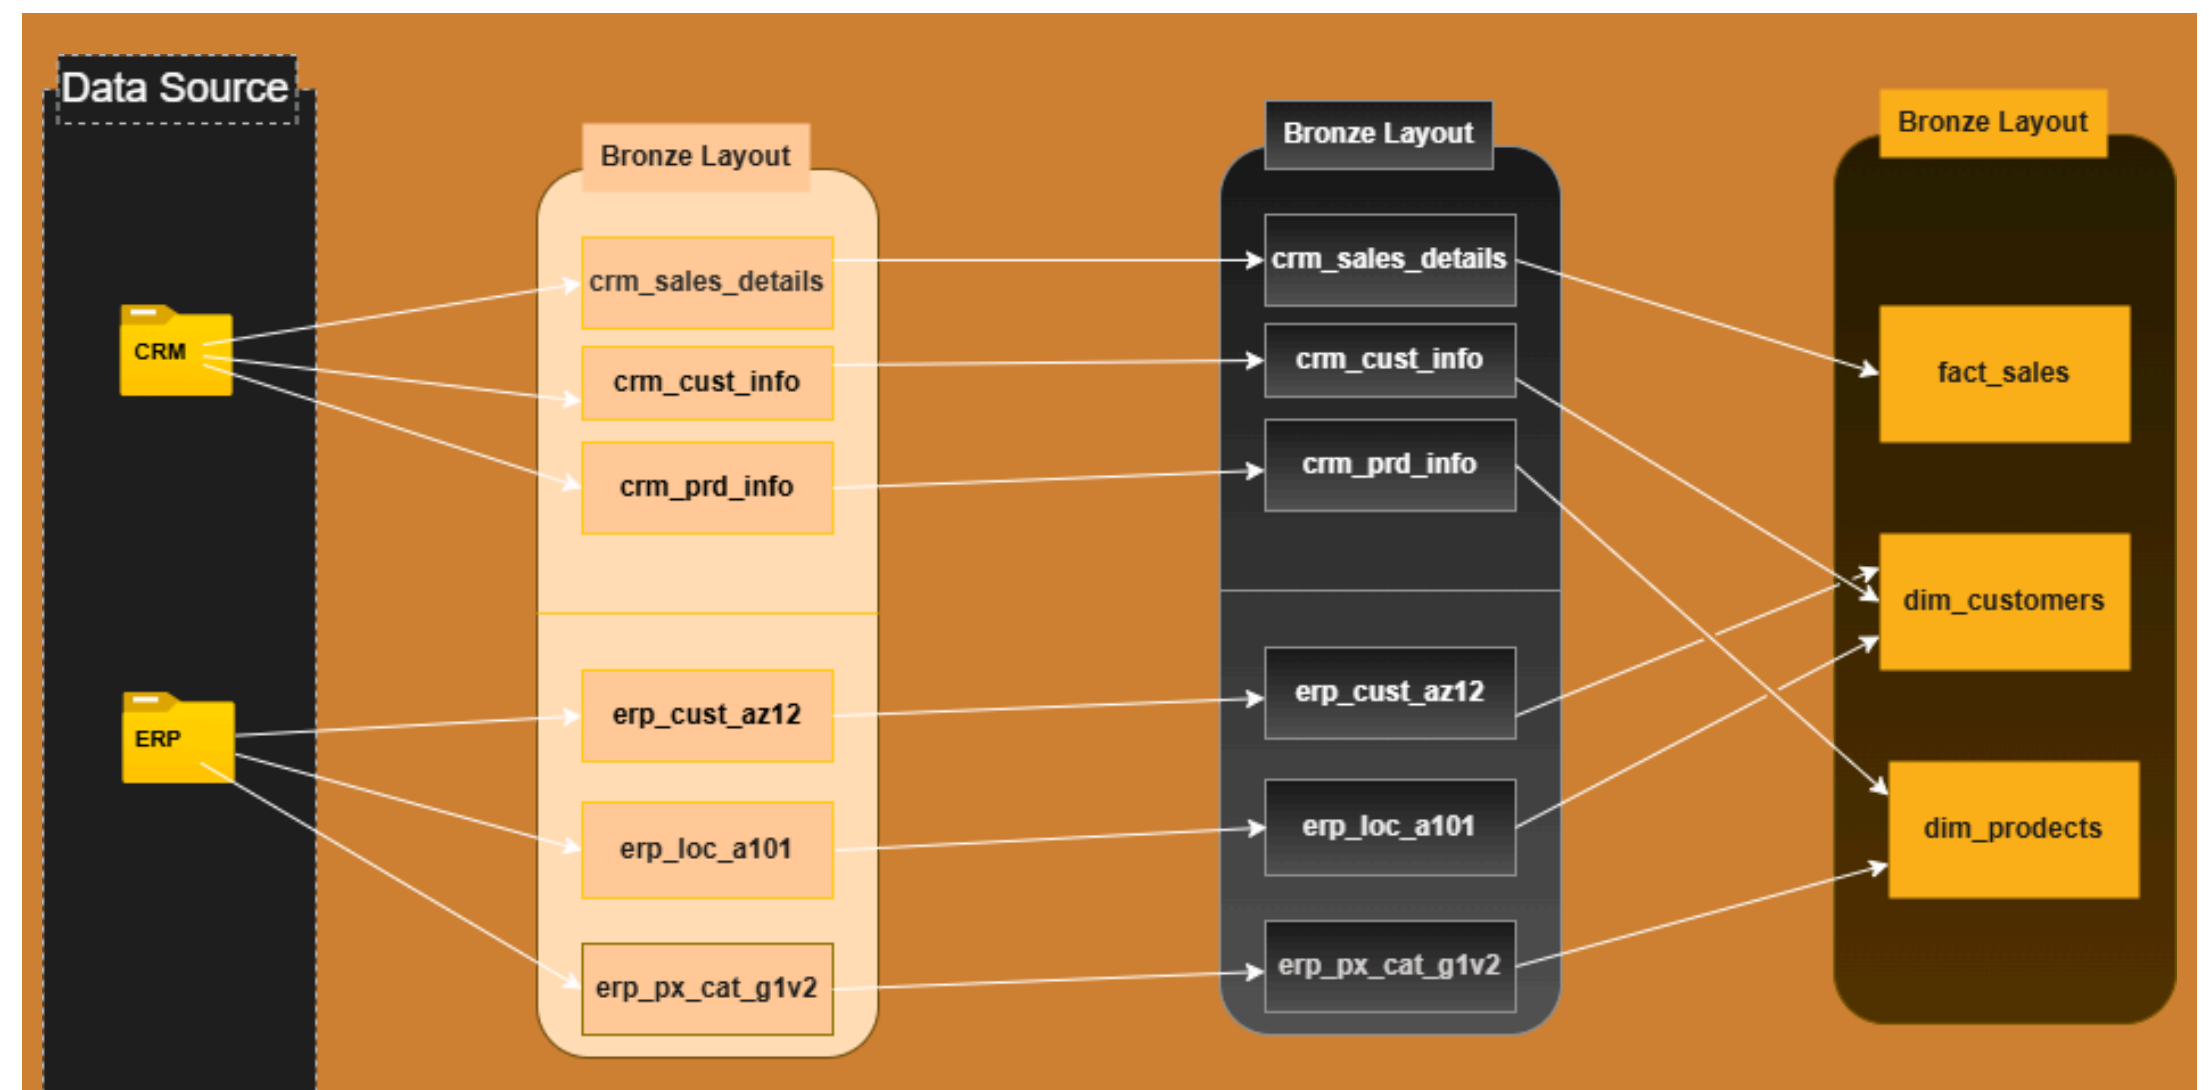 Data Source
CRM
ERP
Bronze Layout
crm_sales_details
crm_cust_info
crm_prd_info
erp_cust_az12
erp_loc_a101
erp_px_cat_g1v2
Bronze Layout
crm_sales_details
crm_cust_info
crm_prd_info
erp_cust_az12
erp_loc_a101
erp_px_cat_g1v2
Bronze Layout
fact_sales
dim_customers
dim_prodects